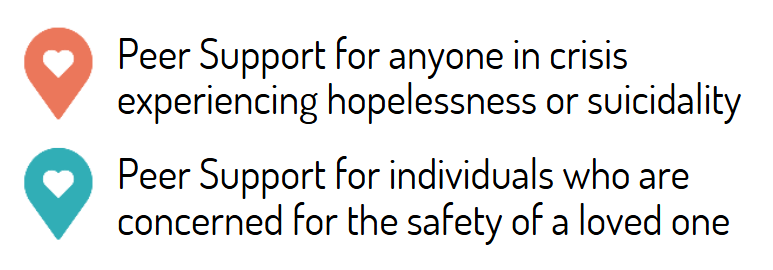 Peer Support for anyone in crisis
experiencing hopelessness or suicidality
Peer Support for individuals who are
concerned for the safety of a loved one